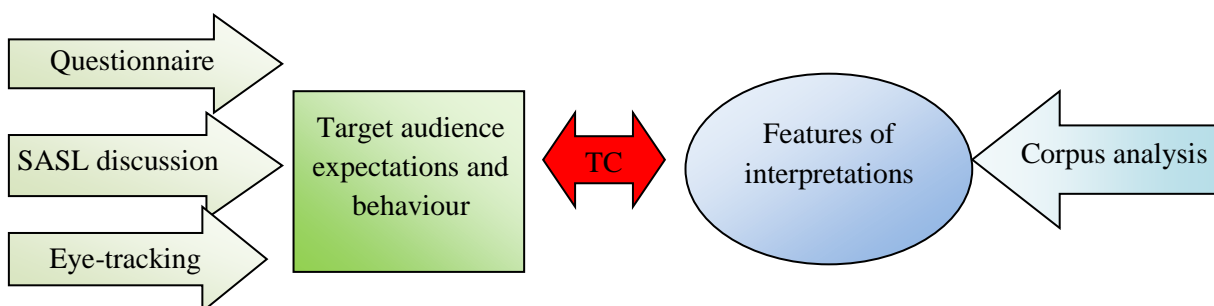 Questionnaire
SASL discussion
Eye-tracking
Target audience
expectations and
behaviour
TC
Features of
interpretations
Corpus analysis